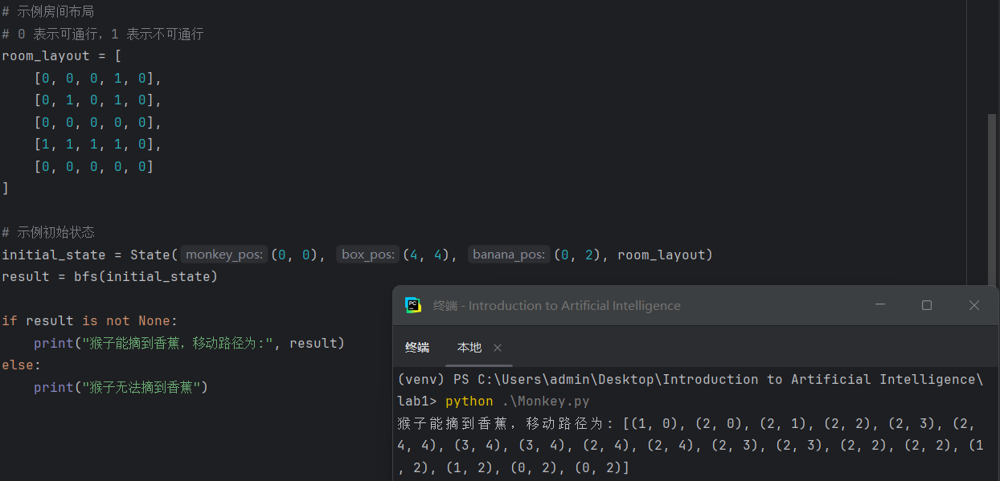 # 示例房间布局
# 0 表示可通行，1 表示不可通行
room_layout = [
    [0, 0, 0, 1, 0],
    [0, 1, 0, 1, 0],
    [0, 0, 0, 0, 0],
    [1, 1, 1, 1, 0],
    [0, 0, 0, 0, 0]
]
# 示例初始状态
initial_state = State( monkey_pos: (0, 0), box_pos: (4, 4), banana_pos: (0, 2), room_layout)
result = bfs(initial_state)
if result is not None:
    print("猴子能摘到香蕉，移动路径为:", result)
else:
    print("猴子无法摘到香蕉")
PC
终端 - Introduction to Artificial Intelligence
终端 本地
(venv) PS C:\Users\admin\Desktop\Introduction to Artificial Intelligence\
lab1> python .\Monkey.py
猴子能摘到香蕉，移动路径为: [(1, 0), (2, 0), (2, 1), (2, 2), (2, 3), (2,
4, 4), (3, 4), (3, 4), (2, 4), (2, 4), (2, 3), (2, 3), (2, 2), (2, 2), (1
, 2), (1, 2), (0, 2), (0, 2)]